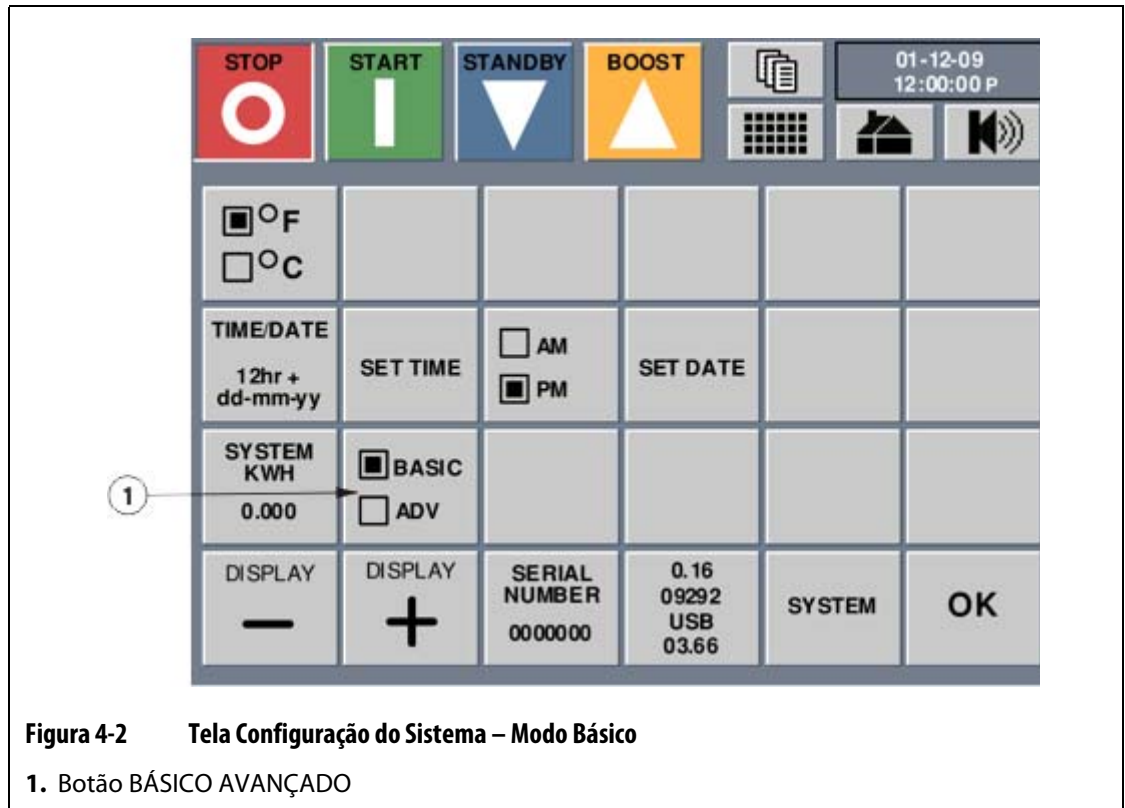 STOP
START
STANDBY
BOOST
01-12-09
12:00:00 P
°F
°C
TIME/DATE
12hr +
dd-mm-yy
SET TIME
AM
PM
SET DATE
SYSTEM
KWH
0.000
BASIC
ADV
1
DISPLAY
DISPLAY
SERIAL
NUMBER
0000000
0.16
09292
USB
03.66
SYSTEM
OK
Figura 4-2 Tela Configuração do Sistema – Modo Básico
1. Botão BÁSICO AVANÇADO